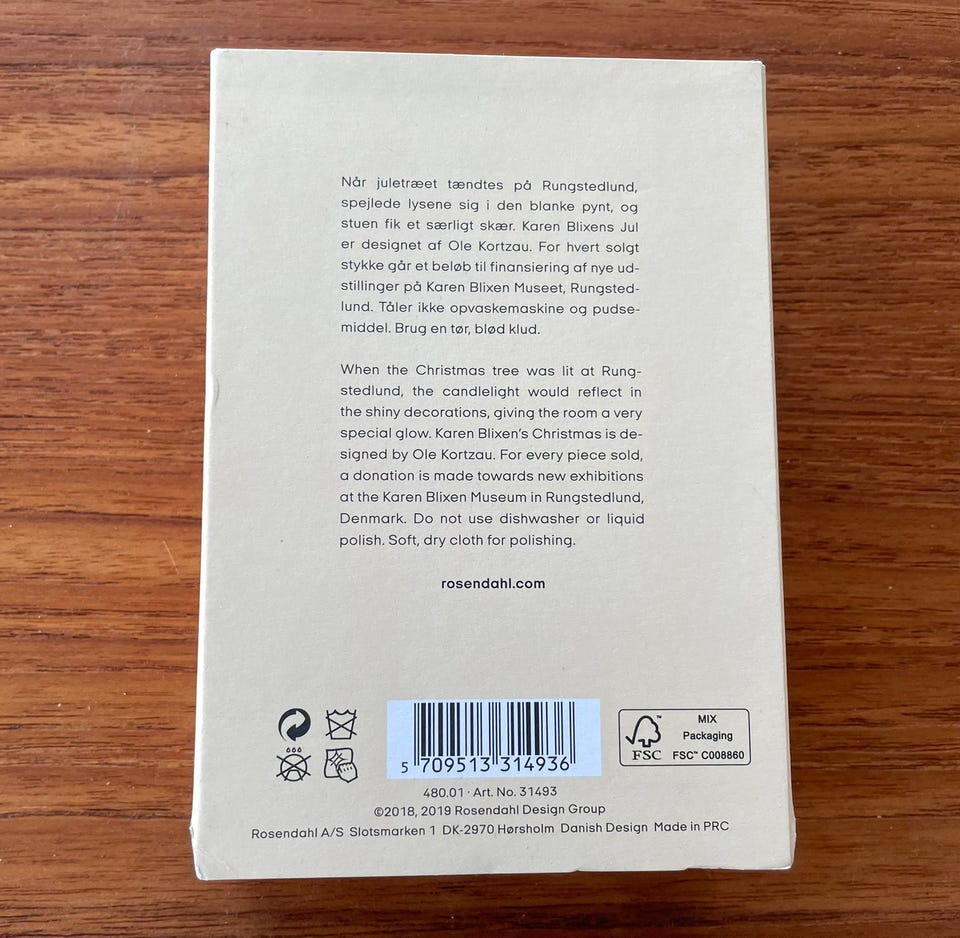 Når juletræet tændtes på Rungstedlund,
spejlede lysene sig i den blanke pynt, og
stuen fik et særligt skær. Karen Blixens Jul
er designet af Ole Kortzau. For hvert solgt
stykke går et beløb til finansiering af nye ud-
stillinger på Karen Blixen Museet, Rungsted-
lund. Tåler ikke opvaskemaskine og pudse-
middel. Brug en tør, blød klud.
When the Christmas tree was lit at Rung-
stedlund, the candlelight would reflect in
the shiny decorations, giving the room a very
special glow. Karen Blixen's Christmas is de-
signed by Ole Kortzau. For every piece sold,
a donation is made towards new exhibitions
at the Karen Blixen Museum in Rungstedlund,
Denmark. Do not use dishwasher or liquid
polish. Soft, dry cloth for polishing.
rosendahl.com
5 709513 314936
MIX
Packaging
FSC™ C008860
FSC
480.01 · Art. No. 31493
©2018, 2019 Rosendahl Design Group
Rosendahl A/S Slotsmarken 1 DK-2970 Hørsholm Danish Design Made in PRC